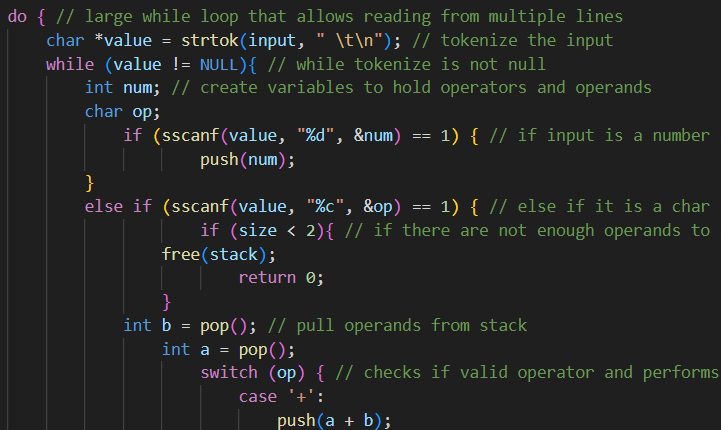 do { // large while loop that allows reading from multiple lines
char *value = strtok(input, " \t\n"); // tokenize the input
while (value != NULL){ // while tokenize is not null
int num; // create variables to hold operators and operands
char op;
if (sscanf(value, "%d", &num) == 1) { // if input is a number
push(num);
}
else if (sscanf(value, "%c", &op) == 1) { // else if it is a char
if (size < 2){ // if there are not enough operands to
free(stack);
return 0;
}
int b = pop(); // pull operands from stack
int a = pop();
switch (op) { // checks if valid operator and performs
case '+':
push(a + b);